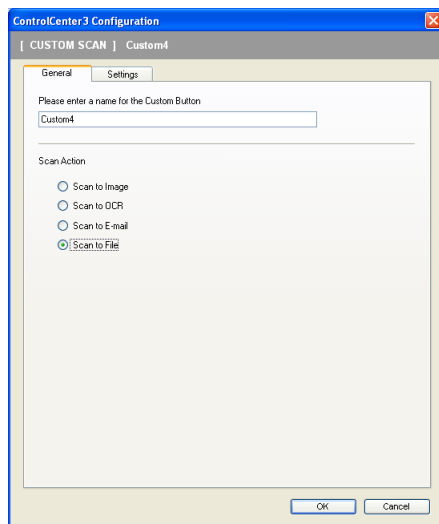 ControlCenter3 Configuration
[ CUSTOM SCAN ] Custom4
General Settings
Please enter a name for the Custom Button
Custom4
Scan Action
Scan to Image
Scan to OCR
Scan to E-mail
Scan to File
OK Cancel